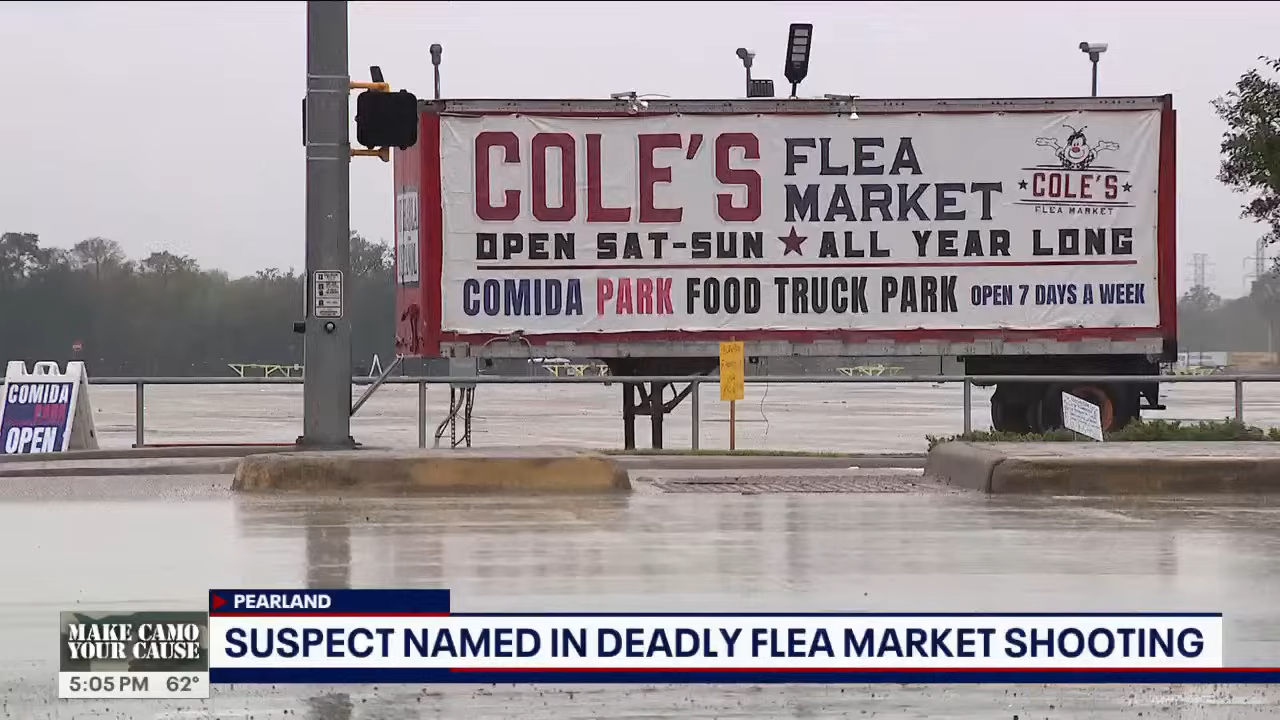 COLE'S FLEA MARKET
COLE'S
FLEA MARKET
OPEN SAT-SUN ★ ALL YEAR LONG
COMIDA PARK FOOD TRUCK PARK OPEN 7 DAYS A WEEK
COMIDA
PARK
OPEN
PEARLAND
SUSPECT NAMED IN DEADLY FLEA MARKET SHOOTING
MAKE CAMO
YOUR CAUSE
5:05 PM 62°